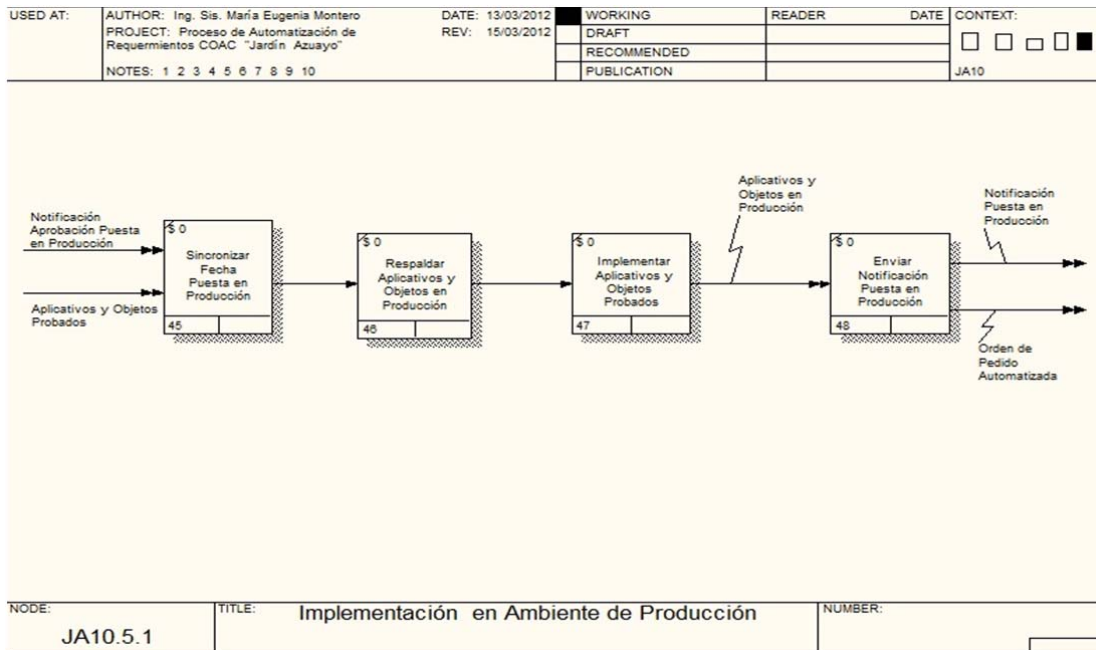 USED AT:
AUTHOR: Ing. Sis. María Eugenia Montero
DATE: 13/03/2012
PROJECT: Proceso de Automatización de
Requermientos COAC "Jardín Azuayo"
REV: 15/03/2012
NOTES: 1 2 3 4 5 6 7 8 9 10
WORKING
DRAFT
RECOMMENDED
PUBLICATION
READER
DATE
CONTEXT:
JA10
Notificación
Aprobación Puesta
en Producción
Aplicativos y Objetos
Probados
$ 0
Sincronizar
Fecha
Puesta en
Producción
45
$ 0
Respaldar
Aplicativos y
Objetos en
Producción
46
$ 0
Implementar
Aplicativos y
Objetos
Probados
47
Aplicativos y
Objetos en
Producción
$ 0
Enviar
Notificación
Puesta en
Producción
48
Notificación
Puesta en
Producción
Orden de
Pedido
Automatizada
NODE:
JA10.5.1
TITLE:
Implementación en Ambiente de Producción
NUMBER: